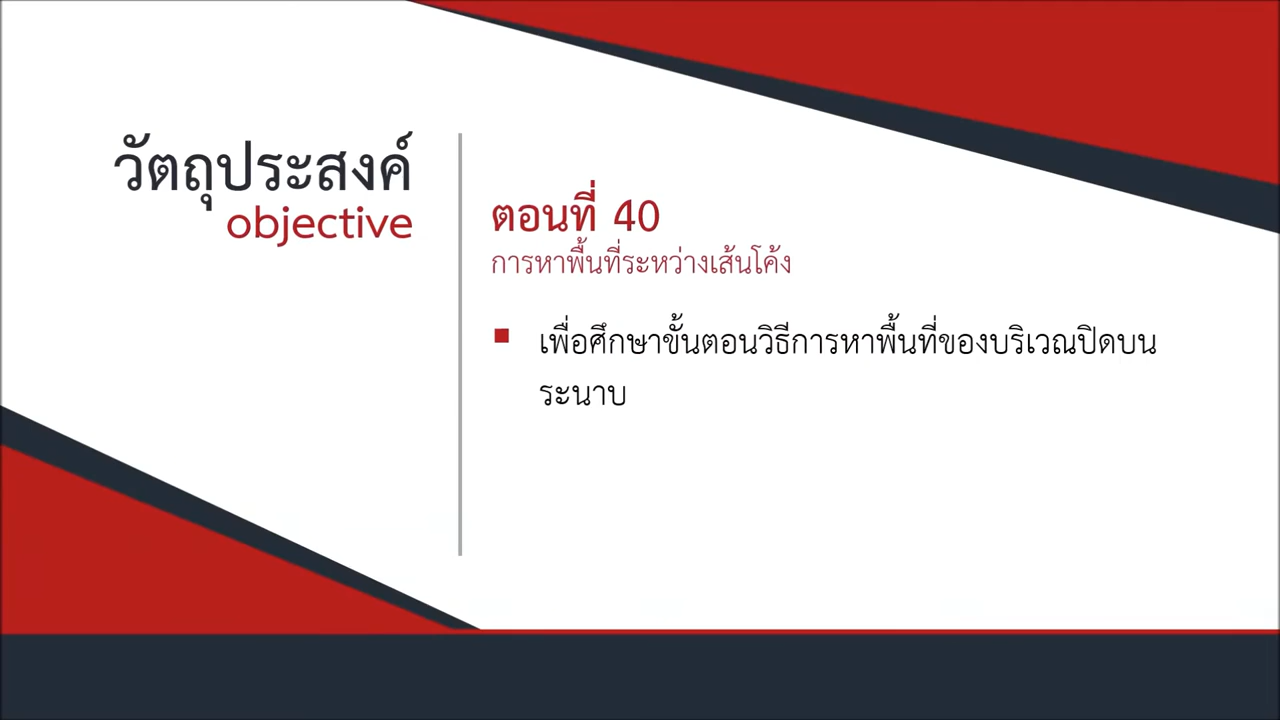 วัตถุประสงค์
objective
ตอนที่ 40
การหาพื้นที่ระหว่างเส้นโค้ง
เพื่อศึกษาขั้นตอนวิธีการหาพื้นที่ของบริเวณปิดบน
ระนาบ